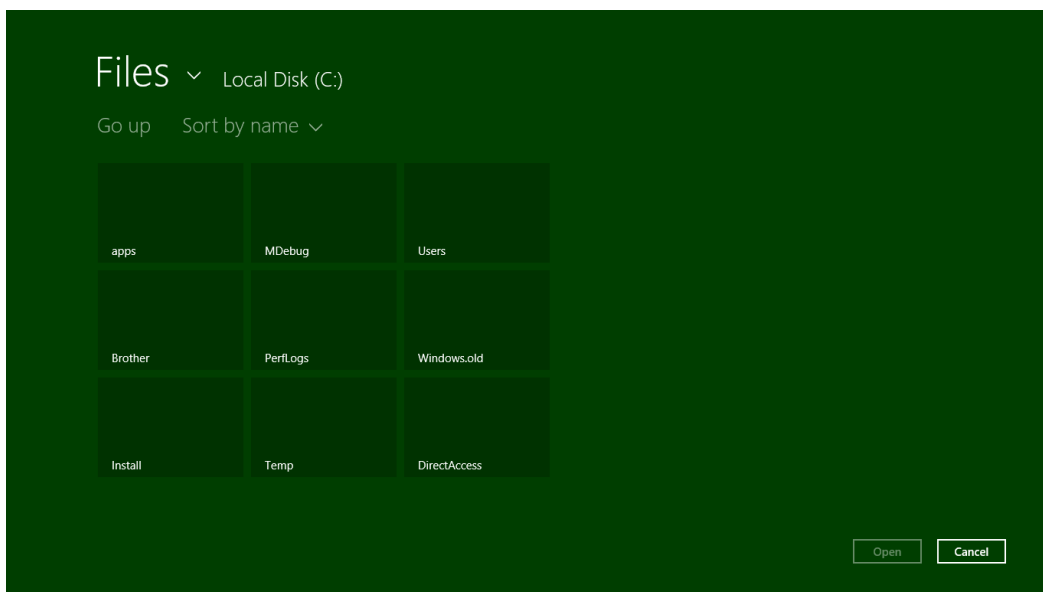 Files Local Disk (C:)
Go up Sort by name
apps MDebug Users
Brother PerfLogs Windows.old
Install Temp DirectAccess
Open Cancel